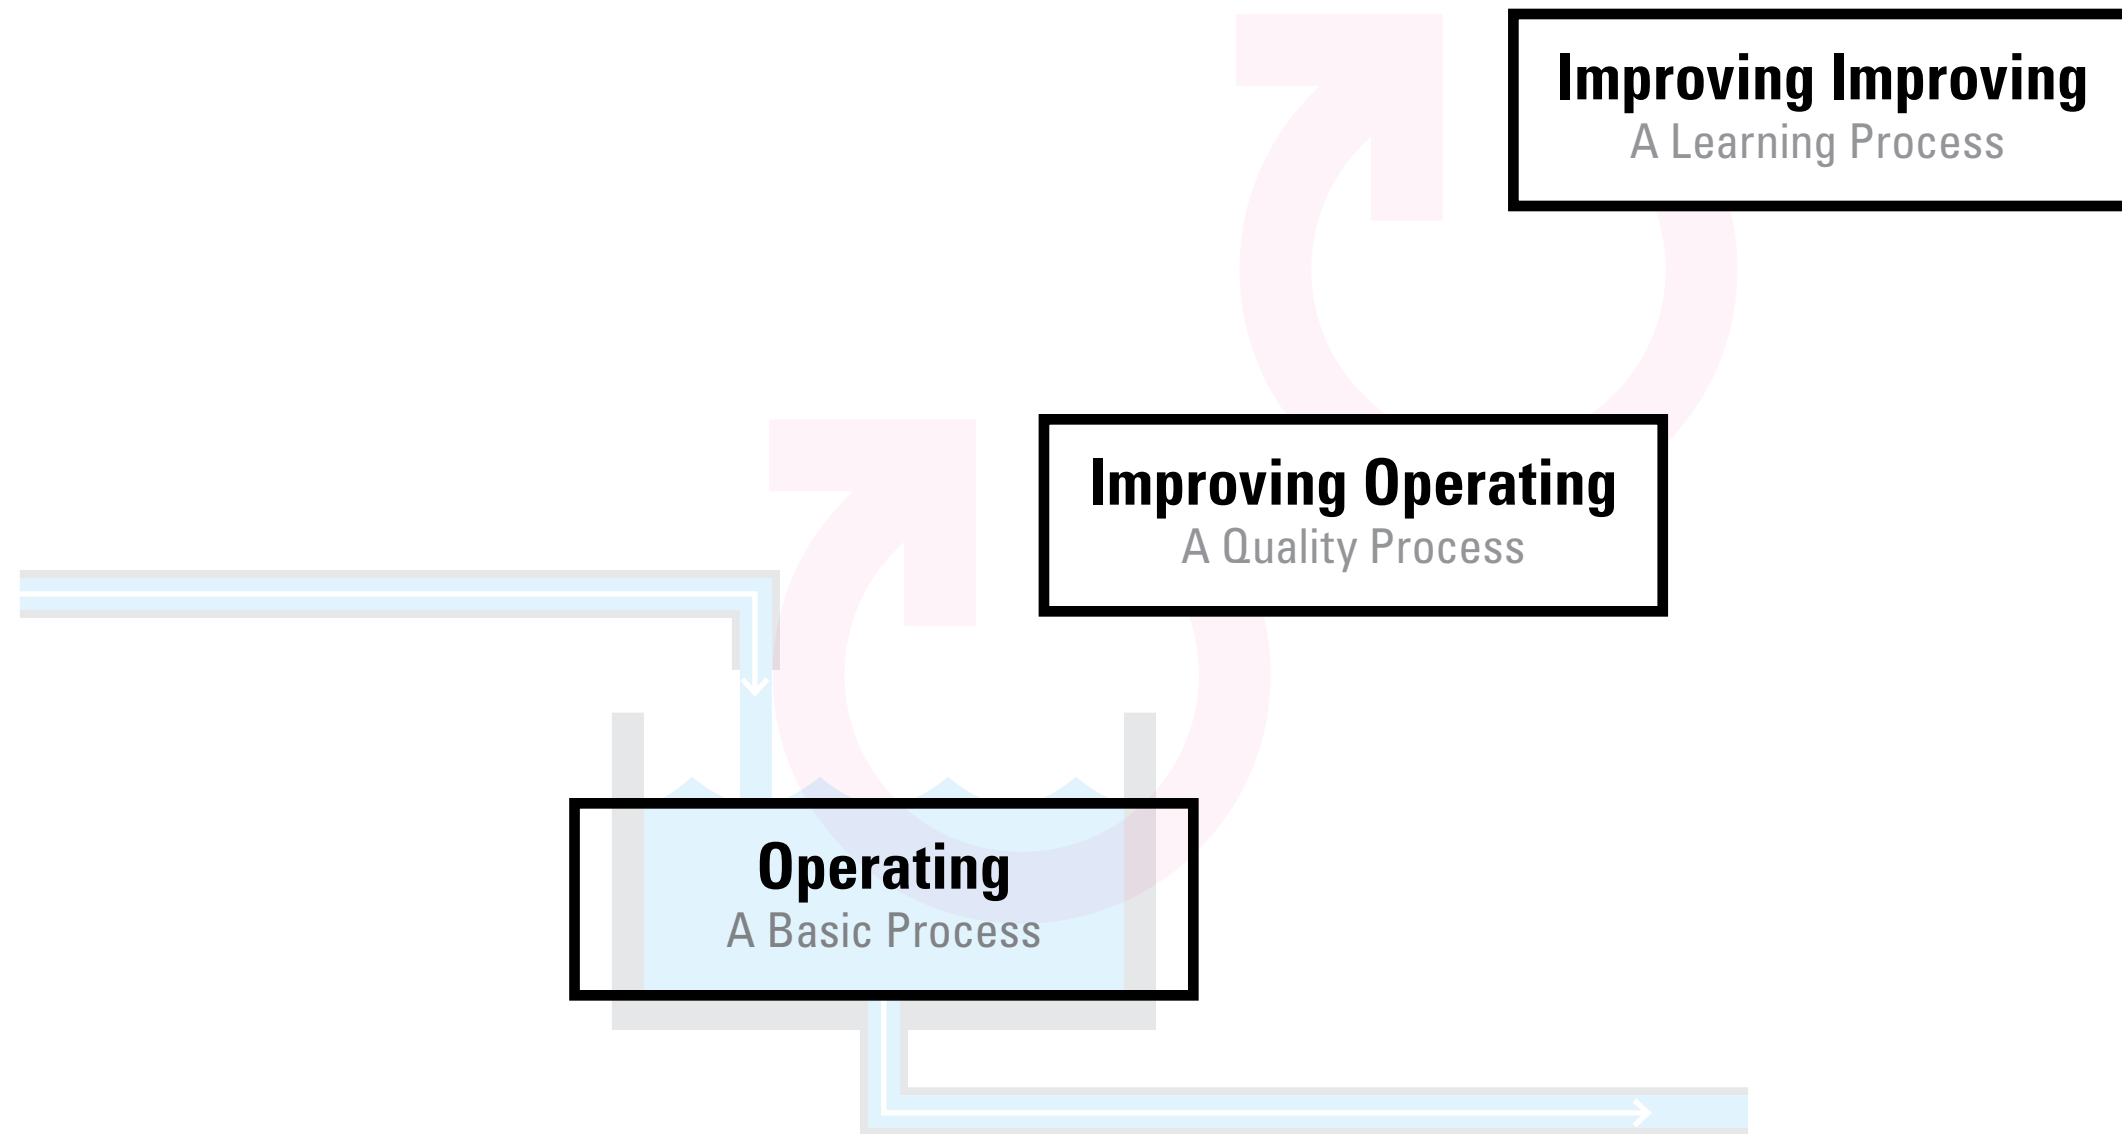 Improving Improving
A Learning Process
Improving Operating
A Quality Process
Operating
A Basic Process